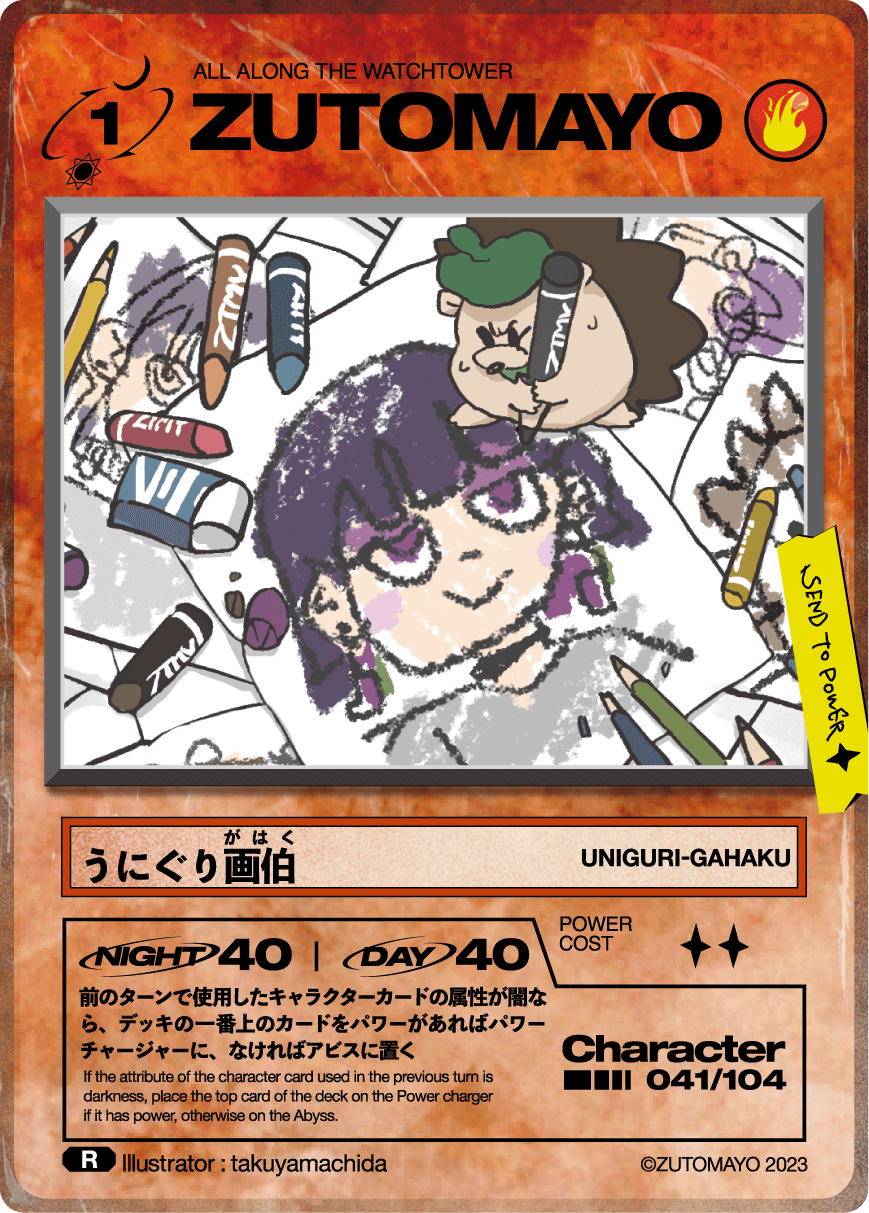 ALL ALONG THE WATCHTOWER
1
ZUTOMAYO
SEND TO POWER
がはく
うにぐり画伯
UNIGURI-GAHAKU
NIGHT 40 | DAY 40
POWER
COST
前のターンで使用したキャラクターカードの属性が闇な
ら、デッキの一番上のカードをパワーがあればパワー
チャージャーに、なければアビスに置く
If the attribute of the character card used in the previous turn is
darkness, place the top card of the deck on the Power charger
if it has power, otherwise on the Abyss.
Character
041/104
R
Illustrator : takuyamachida
©ZUTOMAYO 2023